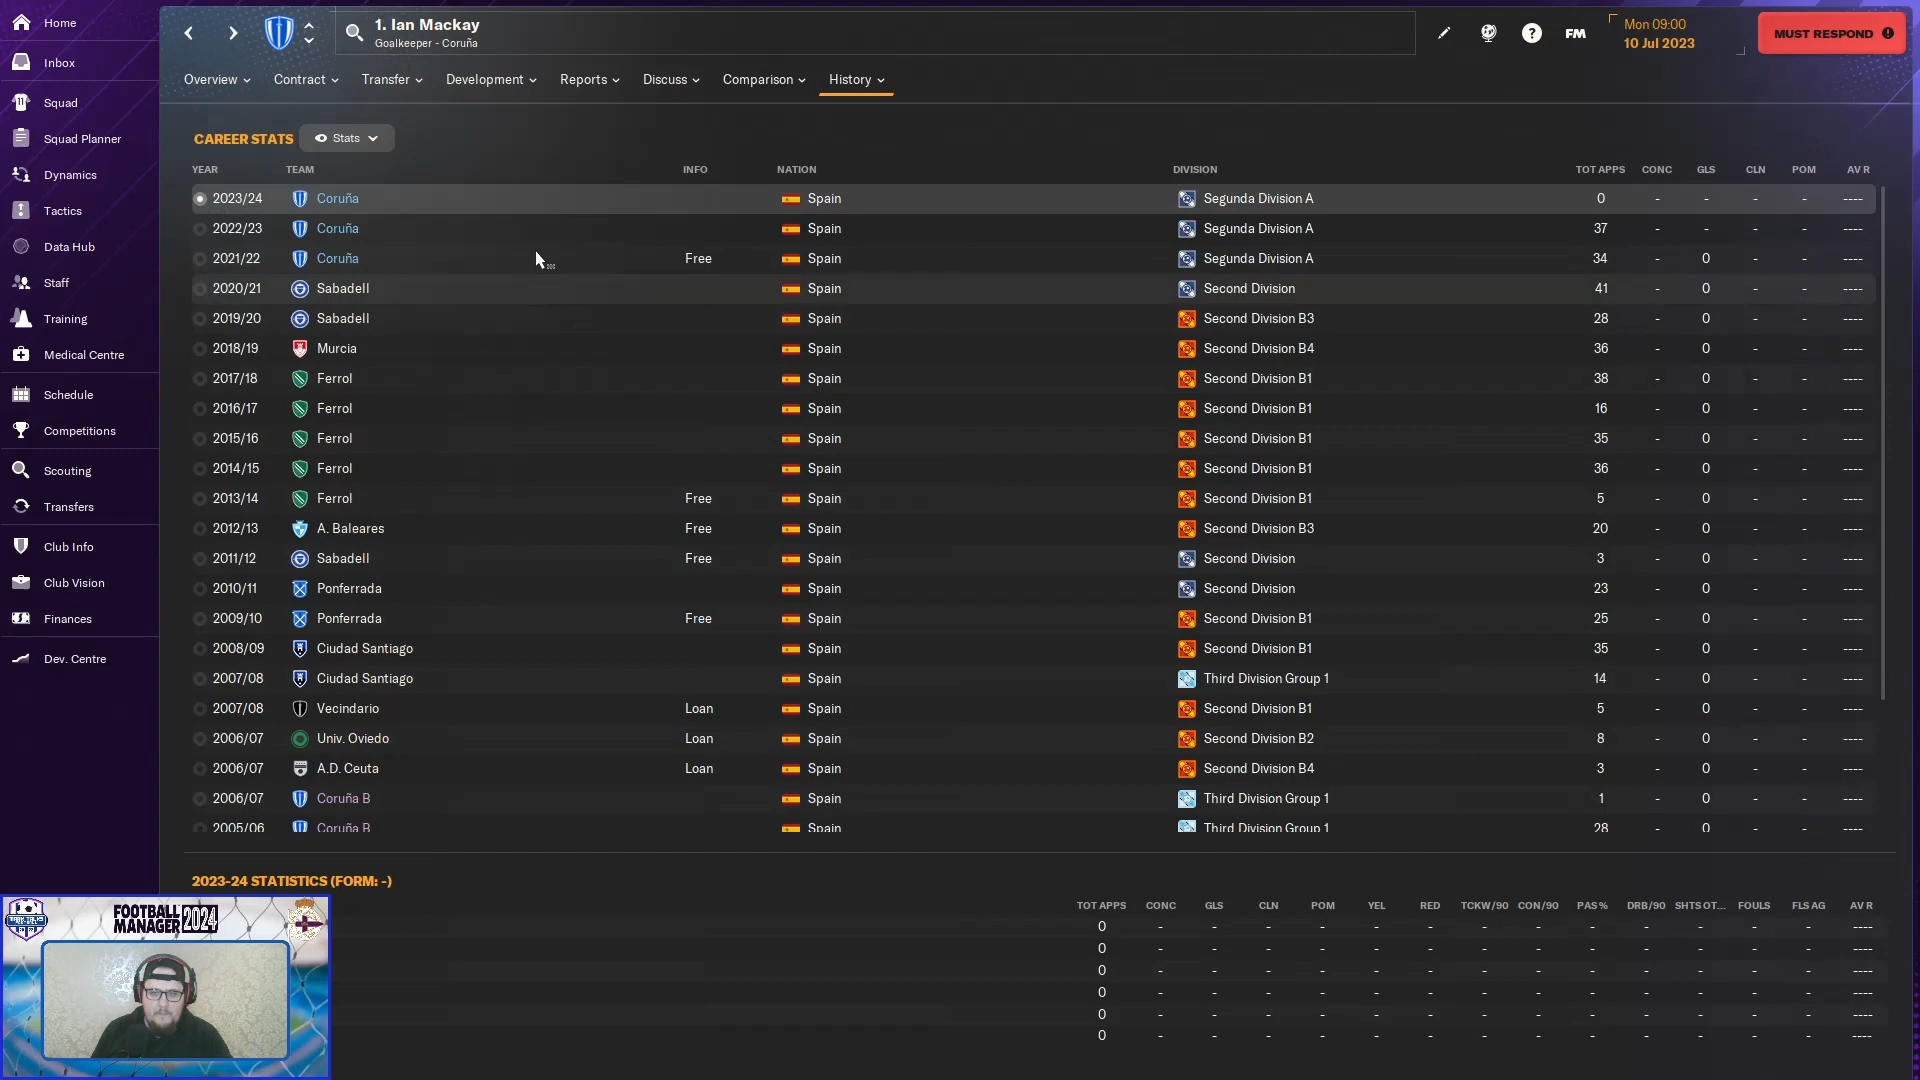 Home
Inbox
Squad
Squad Planner
Dynamics
Tactics
Data Hub
Staff
Training
Medical Centre
Schedule
Competitions
Scouting
Transfers
Club Info
Club Vision
Finances
Dev. Centre
1. Ian Mackay
Goalkeeper - Coruña
FM
Mon 09:00
10 Jul 2023
MUST RESPOND
Overview Contract Transfer Development Reports Discuss Comparison History
CAREER STATS Stats
YEAR TEAM INFO NATION DIVISION TOT APPS CONC GLS CLN POM AV R
2023/24 Coruña Spain Segunda Division A 0 - - - - ----
2022/23 Coruña Spain Segunda Division A 37 - - - - ----
2021/22 Coruña Free Spain Segunda Division A 34 - 0 - - ----
2020/21 Sabadell Spain Second Division 41 - 0 - - ----
2019/20 Sabadell Spain Second Division B3 28 - 0 - - ----
2018/19 Murcia Spain Second Division B4 36 - 0 - - ----
2017/18 Ferrol Spain Second Division B1 38 - 0 - - ----
2016/17 Ferrol Spain Second Division B1 16 - 0 - - ----
2015/16 Ferrol Spain Second Division B1 35 - 0 - - ----
2014/15 Ferrol Spain Second Division B1 36 - 0 - - ----
2013/14 Ferrol Free Spain Second Division B1 5 - 0 - - ----
2012/13 A. Baleares Free Spain Second Division B3 20 - 0 - - ----
2011/12 Sabadell Free Spain Second Division 3 - 0 - - ----
2010/11 Ponferrada Spain Second Division 23 - 0 - - ----
2009/10 Ponferrada Free Spain Second Division B1 25 - 0 - - ----
2008/09 Ciudad Santiago Spain Second Division B1 35 - 0 - - ----
2007/08 Ciudad Santiago Spain Third Division Group 1 14 - 0 - - ----
2007/08 Vecindario Loan Spain Second Division B1 5 - 0 - - ----
2006/07 Univ. Oviedo Loan Spain Second Division B2 8 - 0 - - ----
2006/07 A.D. Ceuta Loan Spain Second Division B4 3 - 0 - - ----
2006/07 Coruña B Spain Third Division Group 1 1 - 0 - - ----
2005/06 Coruña B Spain Third Division Group 1 28 - 0 - - ----
2023-24 STATISTICS (FORM: -)
TOT APPS CONC GLS CLN POM YEL RED TCKW/90 CON/90 PAS % DRB/90 SHTS OT... FOULS FLS AG AV R
0 - - - - - - - - - - - - - ----
0 - - - - - - - - - - - - - ----
0 - - - - - - - - - - - - - ----
0 - - - - - - - - - - - - - ----
0 - - - - - - - - - - - - - ----
0 - - - - - - - - - - - - - ----
FOOTBALL
MANAGER 2024